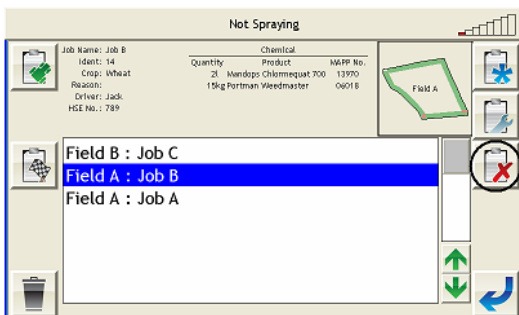 Not Spraying
Job Name: Job B
Ident: 14
Crop: Wheat
Reason:
Driver: Jack
HSE No.: 789
Chemical
Quantity Product MAPP No.
2l Mandops Chlormequat 700 13970
15kg Portman Weedmaster 06018
Field A
Field B : Job C
Field A : Job B
Field A : Job A